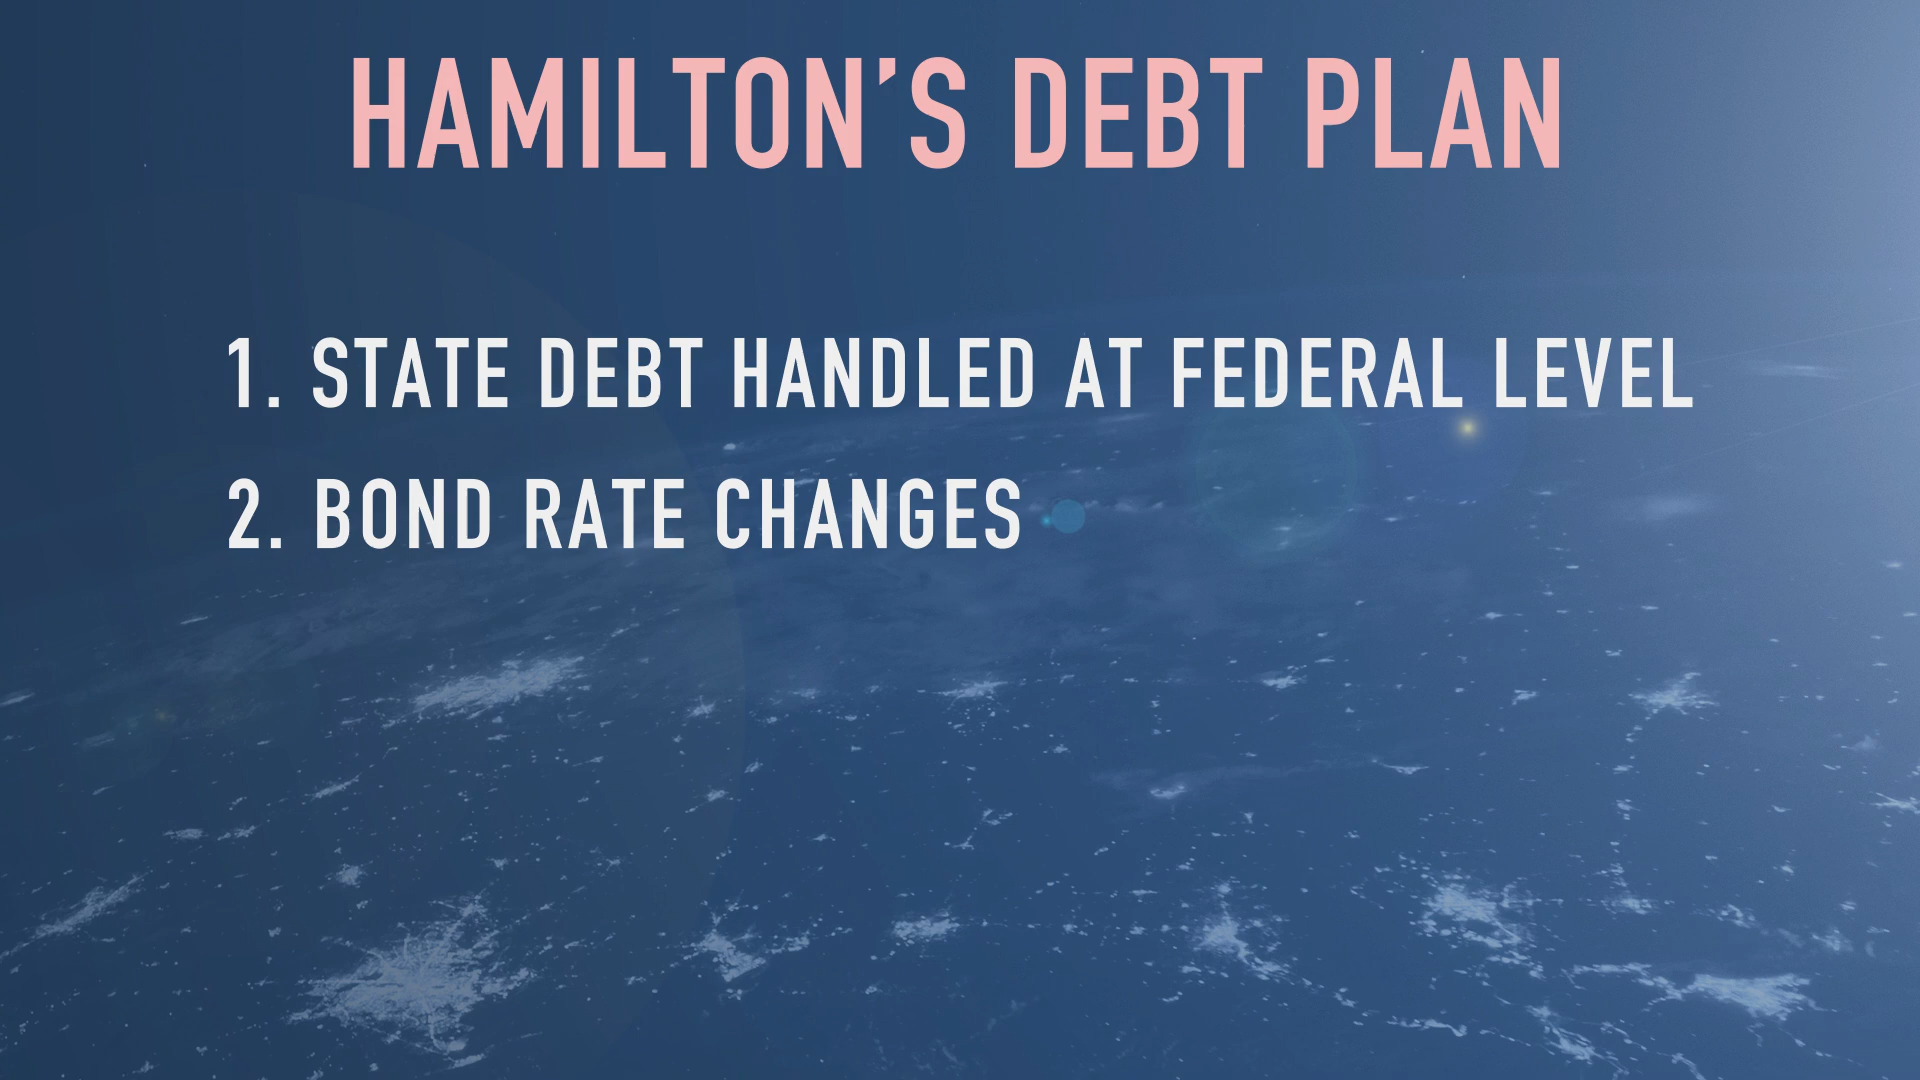 HAMILTON'S DEBT PLAN
1. STATE DEBT HANDLED AT FEDERAL LEVEL
2. BOND RATE CHANGES